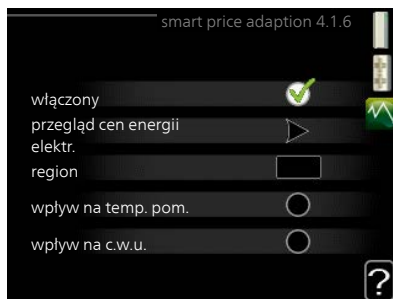 smart price adaption 4.1.6
włączony
przegląd cen energii
elektr.
region
wpływ na temp. pom.
wpływ na c.w.u.
?